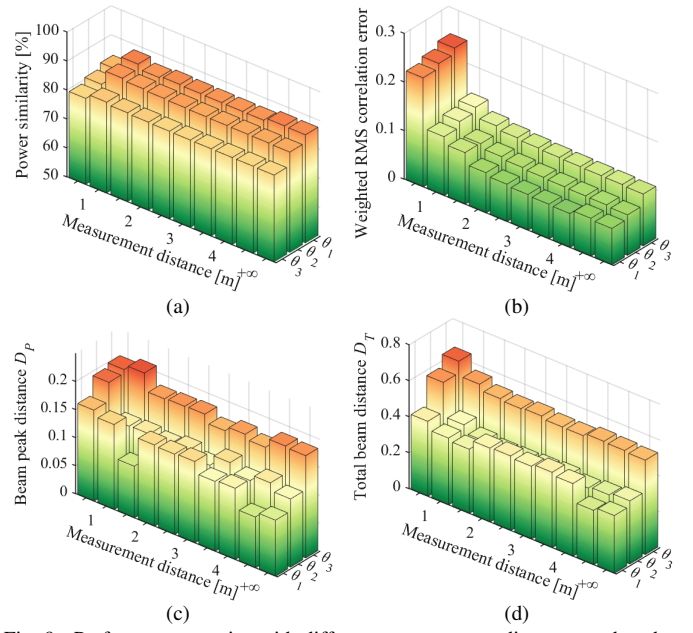 100
90
80
70
60
50
Power similarity [%]
1
2
3
4
+∞
Measurement distance [m]
θ3
θ2
θ1
(a)
0.3
0.2
0.1
0
Weighted RMS correlation error
1
2
3
4
+∞
Measurement distance [m]
θ1
θ2
θ3
(b)
0.2
0.15
0.1
0.05
0
Beam peak distance DP
1
2
3
4
+∞
Measurement distance [m]
θ1
θ2
θ3
(c)
0.8
0.6
0.4
0.2
0
Total beam distance DT
1
2
3
4
+∞
Measurement distance [m]
θ1
θ2
θ3
(d)